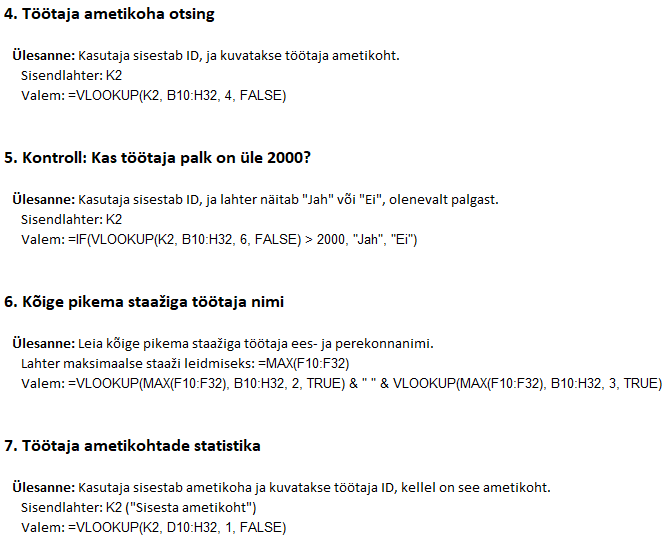 4. Töötaja ametikoha otsing
Ülesanne: Kasutaja sisestab ID, ja kuvatakse töötaja ametikoht.
Sisendlahter: K2
Valem: =VLOOKUP(K2, B10:H32, 4, FALSE)
5. Kontroll: Kas töötaja palk on üle 2000?
Ülesanne: Kasutaja sisestab ID, ja lahter näitab "Jah" või "Ei", olenevalt palgast.
Sisendlahter: K2
Valem: =IF(VLOOKUP(K2, B10:H32, 6, FALSE) > 2000, "Jah", "Ei")
6. Kõige pikema staažiga töötaja nimi
Ülesanne: Leia kõige pikema staažiga töötaja ees- ja perekonnanimi.
Lahter maksimaalse staaži leidmiseks: =MAX(F10:F32)
Valem: =VLOOKUP(MAX(F10:F32), B10:H32, 2, TRUE) & " " & VLOOKUP(MAX(F10:F32), B10:H32, 3, TRUE)
7. Töötaja ametikohtade statistika
Ülesanne: Kasutaja sisestab ametikoha ja kuvatakse töötaja ID, kellel on see ametikoht.
Sisendlahter: K2 ("Sisesta ametikoht")
Valem: =VLOOKUP(K2, D10:H32, 1, FALSE)